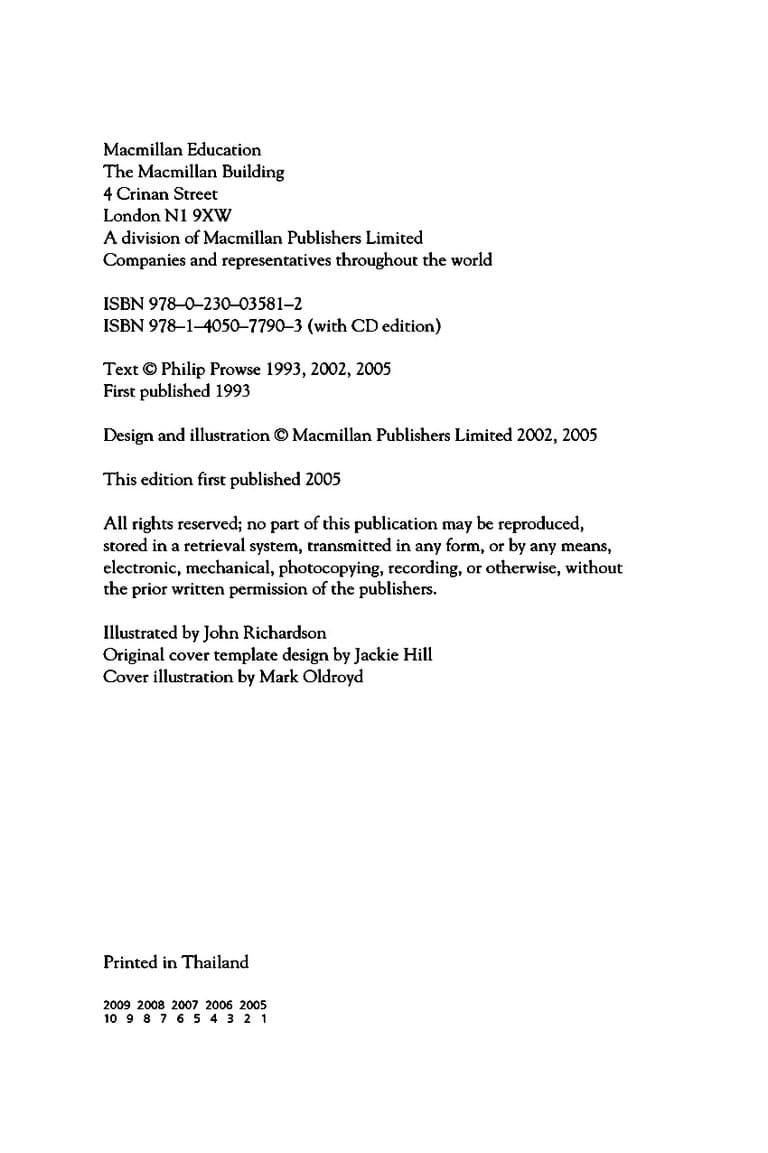 Macmillan Education
The Macmillan Building
4 Crinan Street
London N1 9XW
A division of Macmillan Publishers Limited
Companies and representatives throughout the world
ISBN 978–0–230–03581–2
ISBN 978–1–4050–7790–3 (with CD edition)
Text © Philip Prowse 1993, 2002, 2005
First published 1993
Design and illustration © Macmillan Publishers Limited 2002, 2005
This edition first published 2005
All rights reserved; no part of this publication may be reproduced,
stored in a retrieval system, transmitted in any form, or by any means,
electronic, mechanical, photocopying, recording, or otherwise, without
the prior written permission of the publishers.
Illustrated by John Richardson
Original cover template design by Jackie Hill
Cover illustration by Mark Oldroyd
Printed in Thailand
2009 2008 2007 2006 2005
10 9 8 7 6 5 4 3 2 1